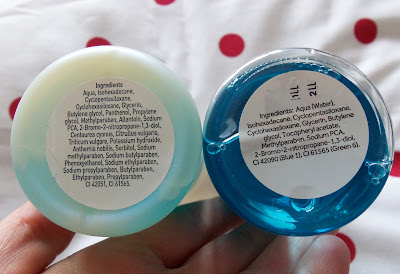 Ingredients
Aqua, Isohexadecane,
Cyclopentasiloxane,
Cyclohexasiloxane, Glycerin,
Butylene glycol, Panthenol, Propylene
glycol, Methylparaben, Allantoin, Sodium
PCA, 2-Bromo-2-nitropropane-1,3-diol,
Centaurea cyanus, Citrullus vulgaris,
Triticum vulgare, Potassium hydroxide,
Anthemis nobilis, Sorbitol, Sodium
methylparaben, Sodium butylparaben,
Phenoxyethanol, Sodium ethylparaben,
Sodium propylparaben, Butylparaben,
Ethylparaben, Propylparaben,
CI 42051, CI 61565.
2LL
Ingredients: Aqua (Water),
Isohexadecane, Cyclopentasiloxane,
Cyclohexasiloxane, Glycerin, Butylene
glycol, Tocopheryl acetate,
Methylparaben, Sodium PCA,
2-Bromo-2-nitropropane-1,3-diol,
CI 42090 (Blue 1), CI 61565 (Green 6).